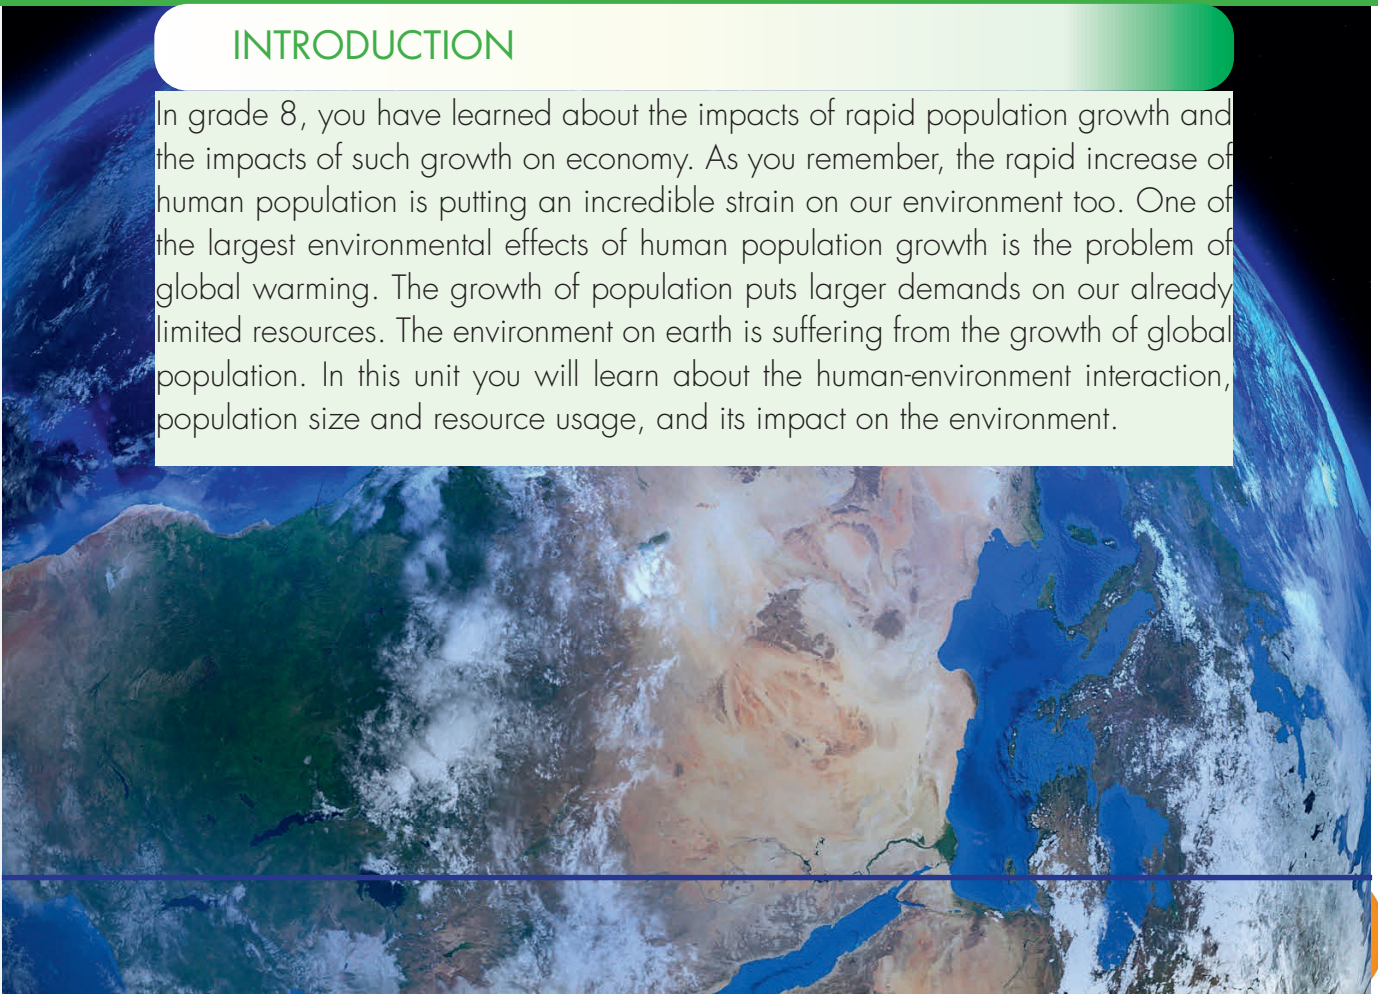 INTRODUCTION
In grade 8, you have learned about the impacts of rapid population growth and
the impacts of such growth on economy. As you remember, the rapid increase of
human population is putting an incredible strain on our environment too. One of
the largest environmental effects of human population growth is the problem of
global warming. The growth of population puts larger demands on our already
limited resources. The environment on earth is suffering from the growth of global
population. In this unit you will learn about the human-environment interaction,
population size and resource usage, and its impact on the environment.